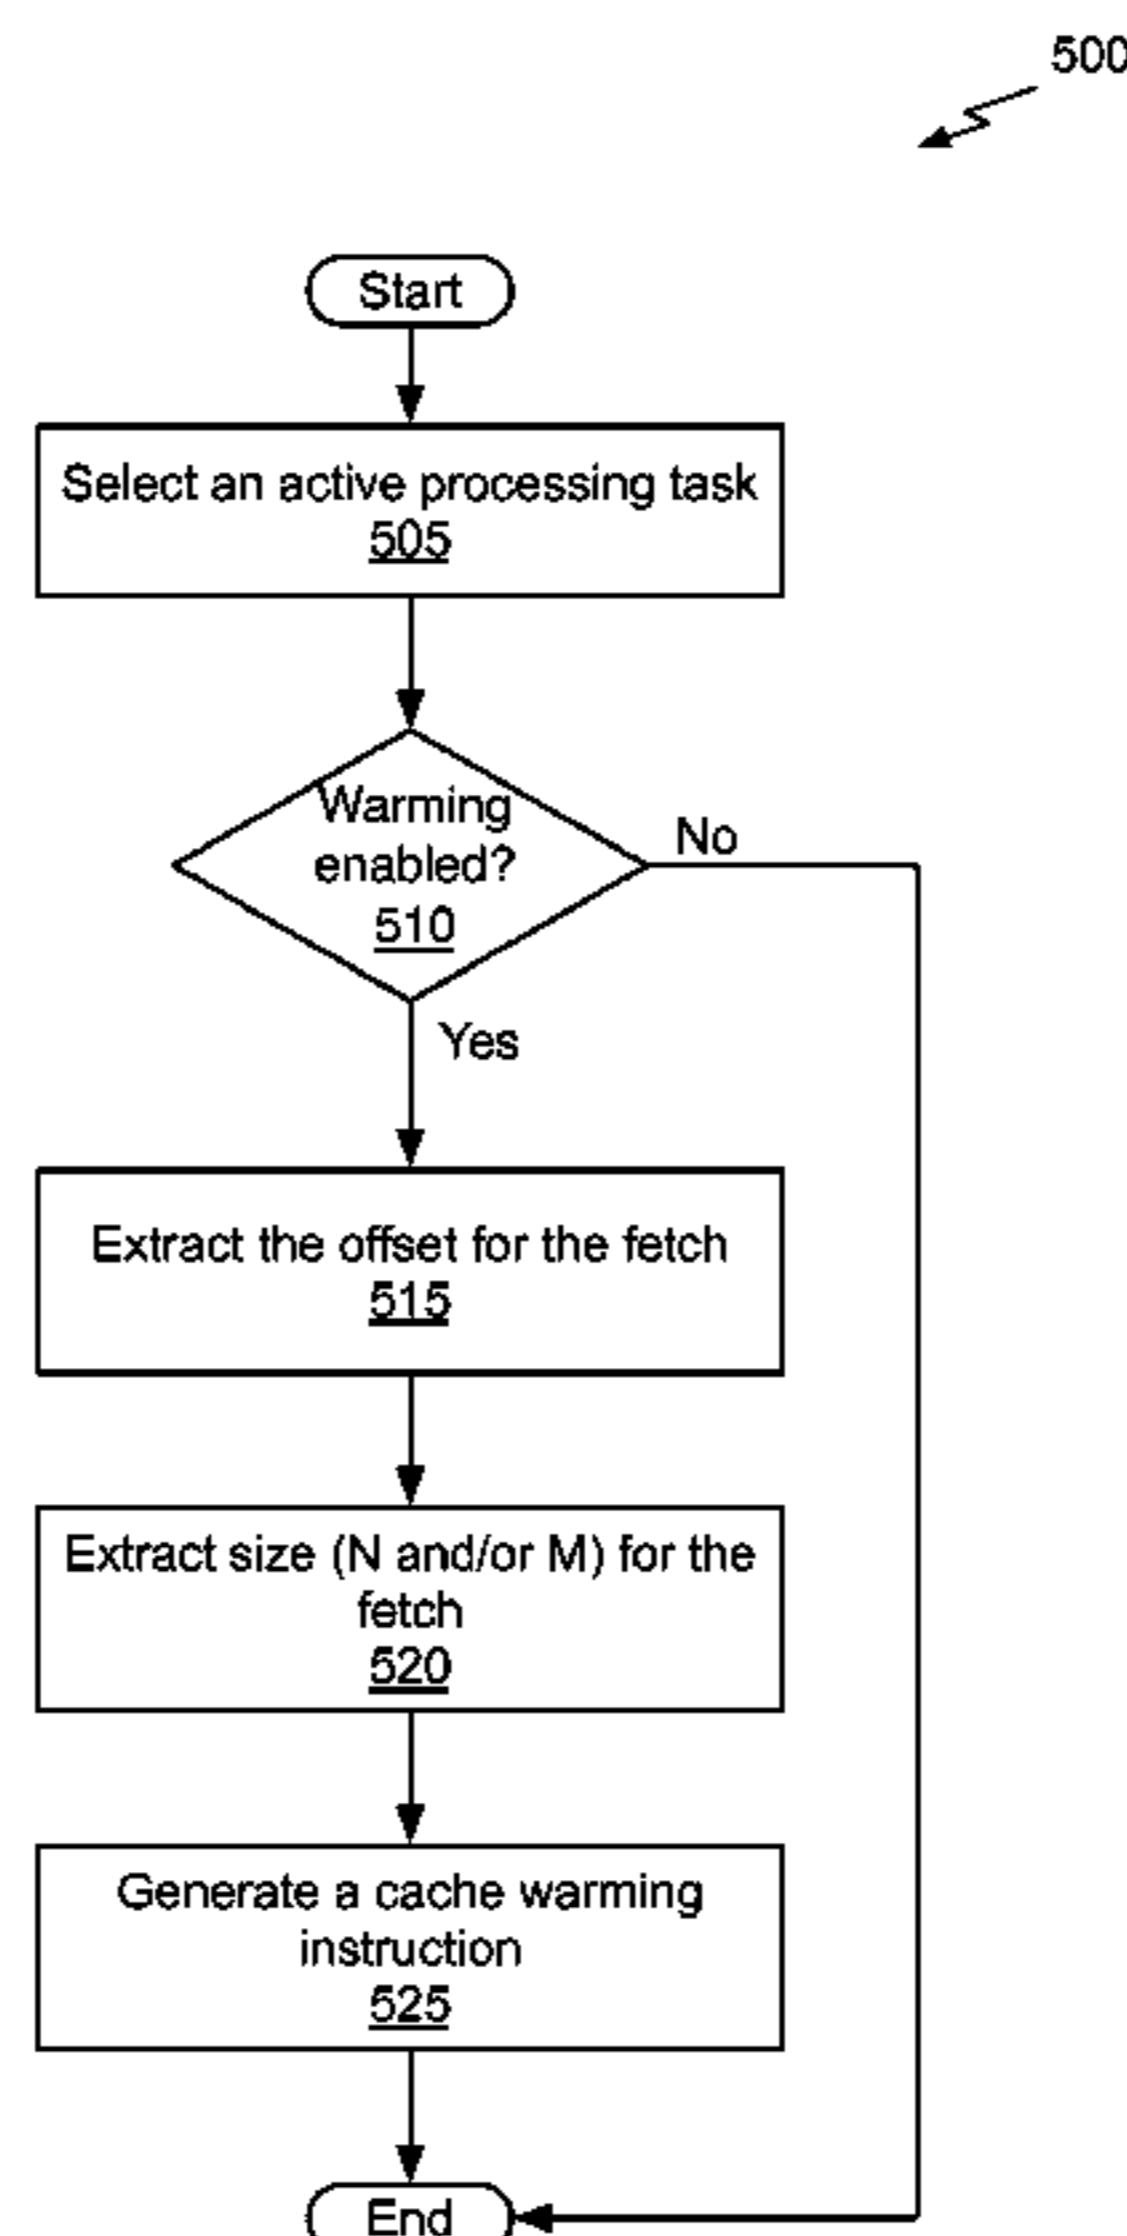 500
Start
Select an active processing task
505
Warming
enabled?
510
No
Yes
Extract the offset for the fetch
515
Extract size (N and/or M) for the
fetch
520
Generate a cache warming
instruction
525
End